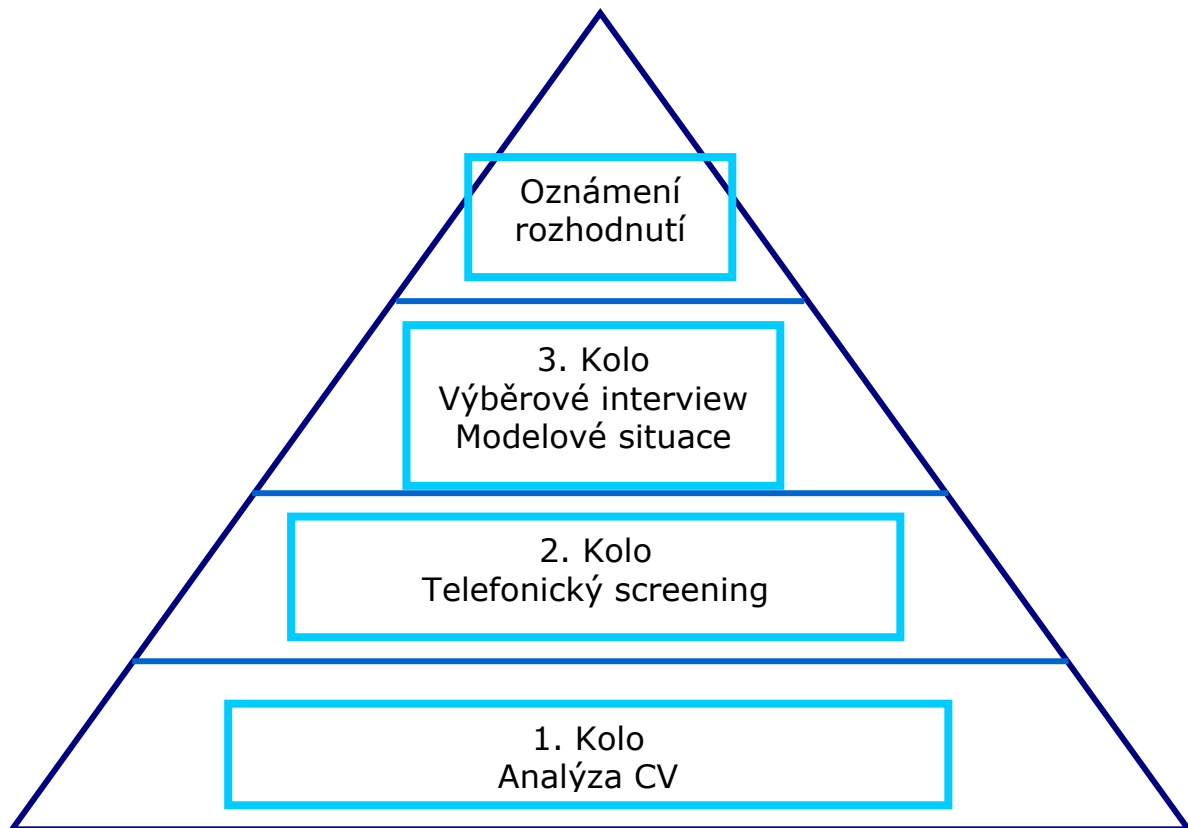 Oznámení
rozhodnutí
3. Kolo
Výběrové interview
Modelové situace
2. Kolo
Telefonický screening
1. Kolo
Analýza CV